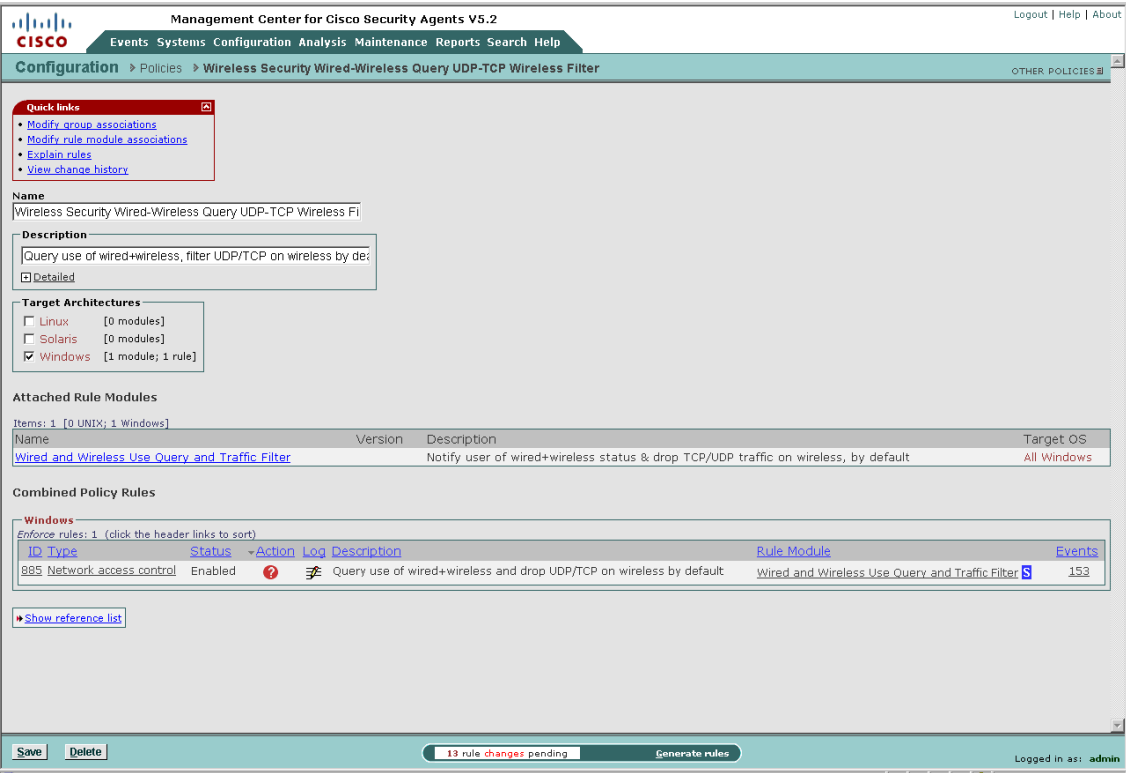 Management Center for Cisco Security Agents V5.2
Logout | Help | About
CISCO
Events Systems Configuration Analysis Maintenance Reports Search Help
Configuration > Policies > Wireless Security Wired-Wireless Query UDP-TCP Wireless Filter
OTHER POLICIES
Quick links
• Modify group associations
• Modify rule module associations
• Explain rules
• View change history
Name
Wireless Security Wired-Wireless Query UDP-TCP Wireless Fi
Description
Query use of wired+wireless, filter UDP/TCP on wireless by def
Detailed
Target Architectures
Linux [0 modules]
Solaris [0 modules]
Windows [1 module; 1 rule]
Attached Rule Modules
Items: 1 [0 UNIX; 1 Windows]
Name Version Description Target OS
Wired and Wireless Use Query and Traffic Filter Notify user of wired+wireless status & drop TCP/UDP traffic on wireless, by default All Windows
Combined Policy Rules
Windows
Enforce rules: 1 (click the header links to sort)
ID Type Status Action Log Description Rule Module Events
885 Network access control Enabled ? Query use of wired+wireless and drop UDP/TCP on wireless by default Wired and Wireless Use Query and Traffic Filter S 153
Show reference list
Save Delete 13 rule changes pending Generate rules
Logged in as: admin